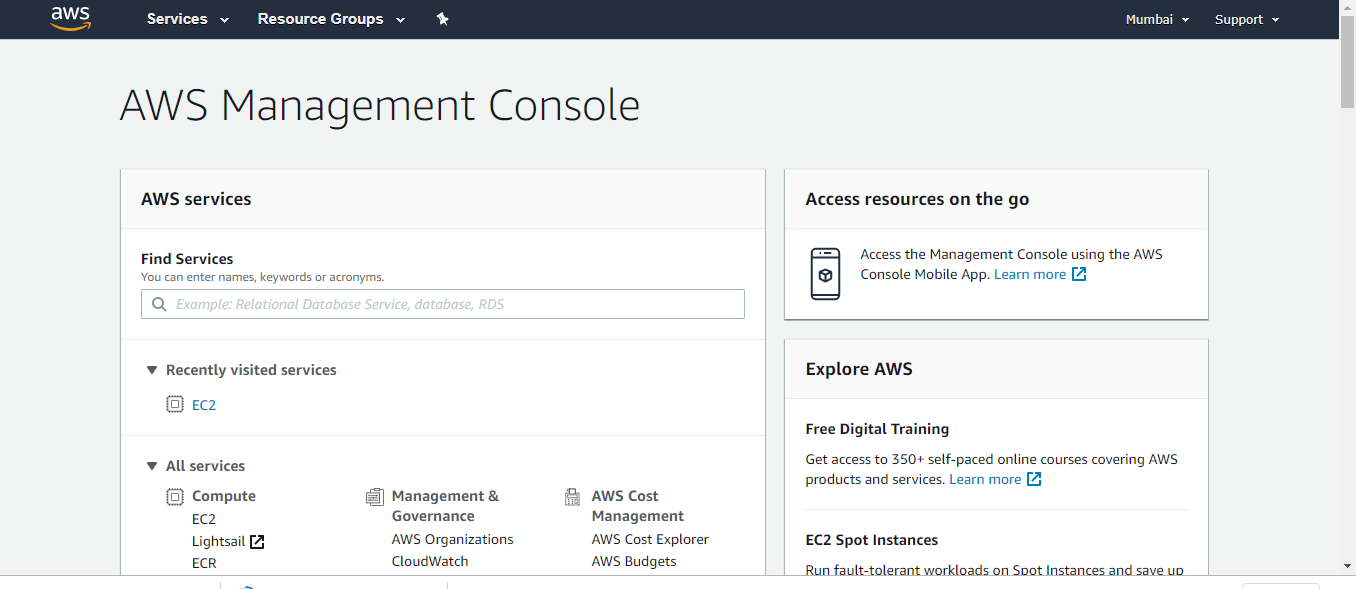 aws Services Resource Groups Mumbai Support
AWS Management Console
AWS services
Find Services
You can enter names, keywords or acronyms.
Example: Relational Database Service, database, RDS
Recently visited services
EC2
All services
Compute
EC2
Lightsail
ECR
Management &
Governance
AWS Organizations
CloudWatch
AWS Cost
Management
AWS Cost Explorer
AWS Budgets
Access resources on the go
Access the Management Console using the AWS
Console Mobile App. Learn more
Explore AWS
Free Digital Training
Get access to 350+ self-paced online courses covering AWS
products and services. Learn more
EC2 Spot Instances
Run fault-tolerant workloads on Spot Instances and save up